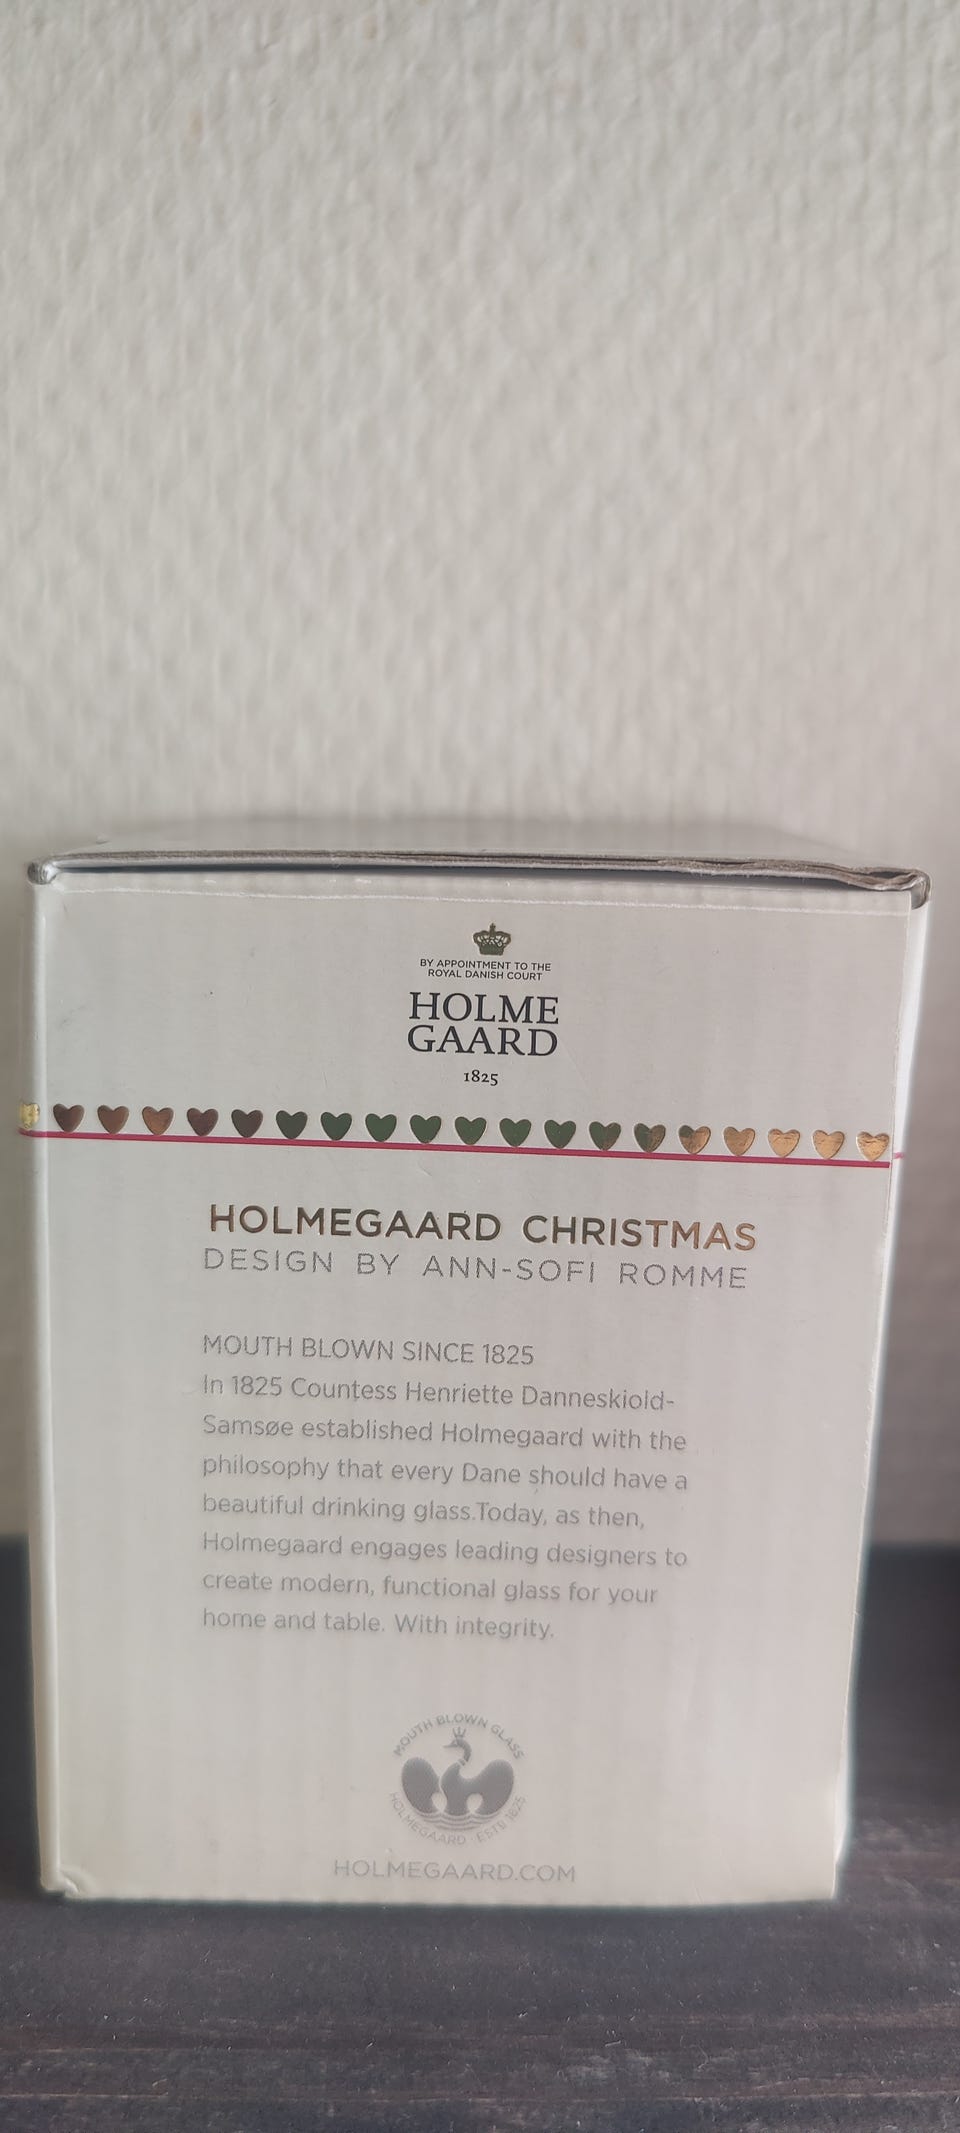 BY APPOINTMENT TO THE
ROYAL DANISH COURT
HOLME
GAARD
1825
HOLMEGAARD CHRISTMAS
DESIGN BY ANN-SOFI ROMME
MOUTH BLOWN SINCE 1825
In 1825 Countess Henriette Danneskiold-
Samsøe established Holmegaard with the
philosophy that every Dane should have a
beautiful drinking glass.Today, as then,
Holmegaard engages leading designers to
create modern, functional glass for your
home and table. With integrity.
MOUTH BLOWN GLASS
HOLMEGAARD · ESTD 1825
HOLMEGAARD.COM